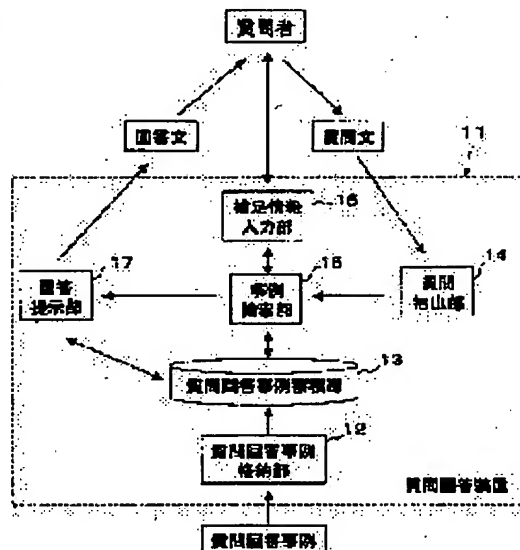 質問者
回答文
質問文
11
補足情報
入力部
16
17
回答
提示部
15
事例
検索部
14
質問
抽出部
13
質問回答事例蓄積部
12
質問回答事例
格納部
質問回答装置
質問回答事例